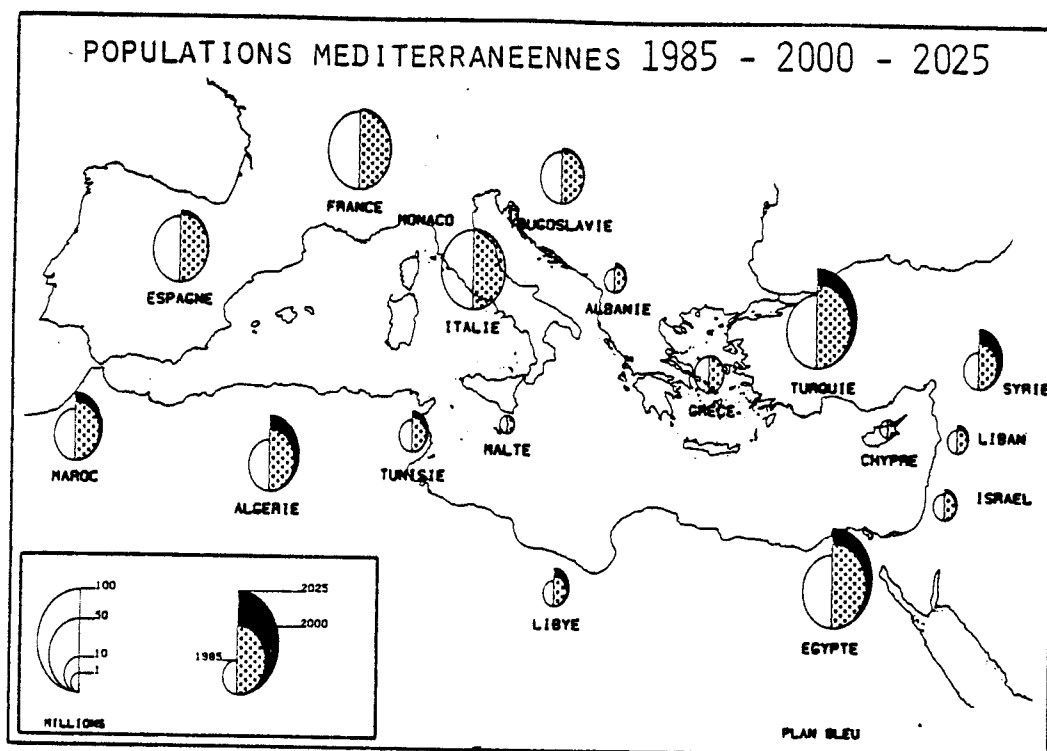 POPULATIONS MEDITERRANEENNES 1985 - 2000 - 2025
FRANCE
MONACO
OUGOSLAVIE
ESPAGNE
ITALIE
ALBANIE
TURQUIE
SYRIE
GRECE
MALTE
CHYPRE
LIBAN
MAROC
TUNISIE
ALGERIE
ISRAEL
LIBYE
EGYPTE
100
50
10
1
MILLIONS
2025
2000
1985
PLAN BLEU